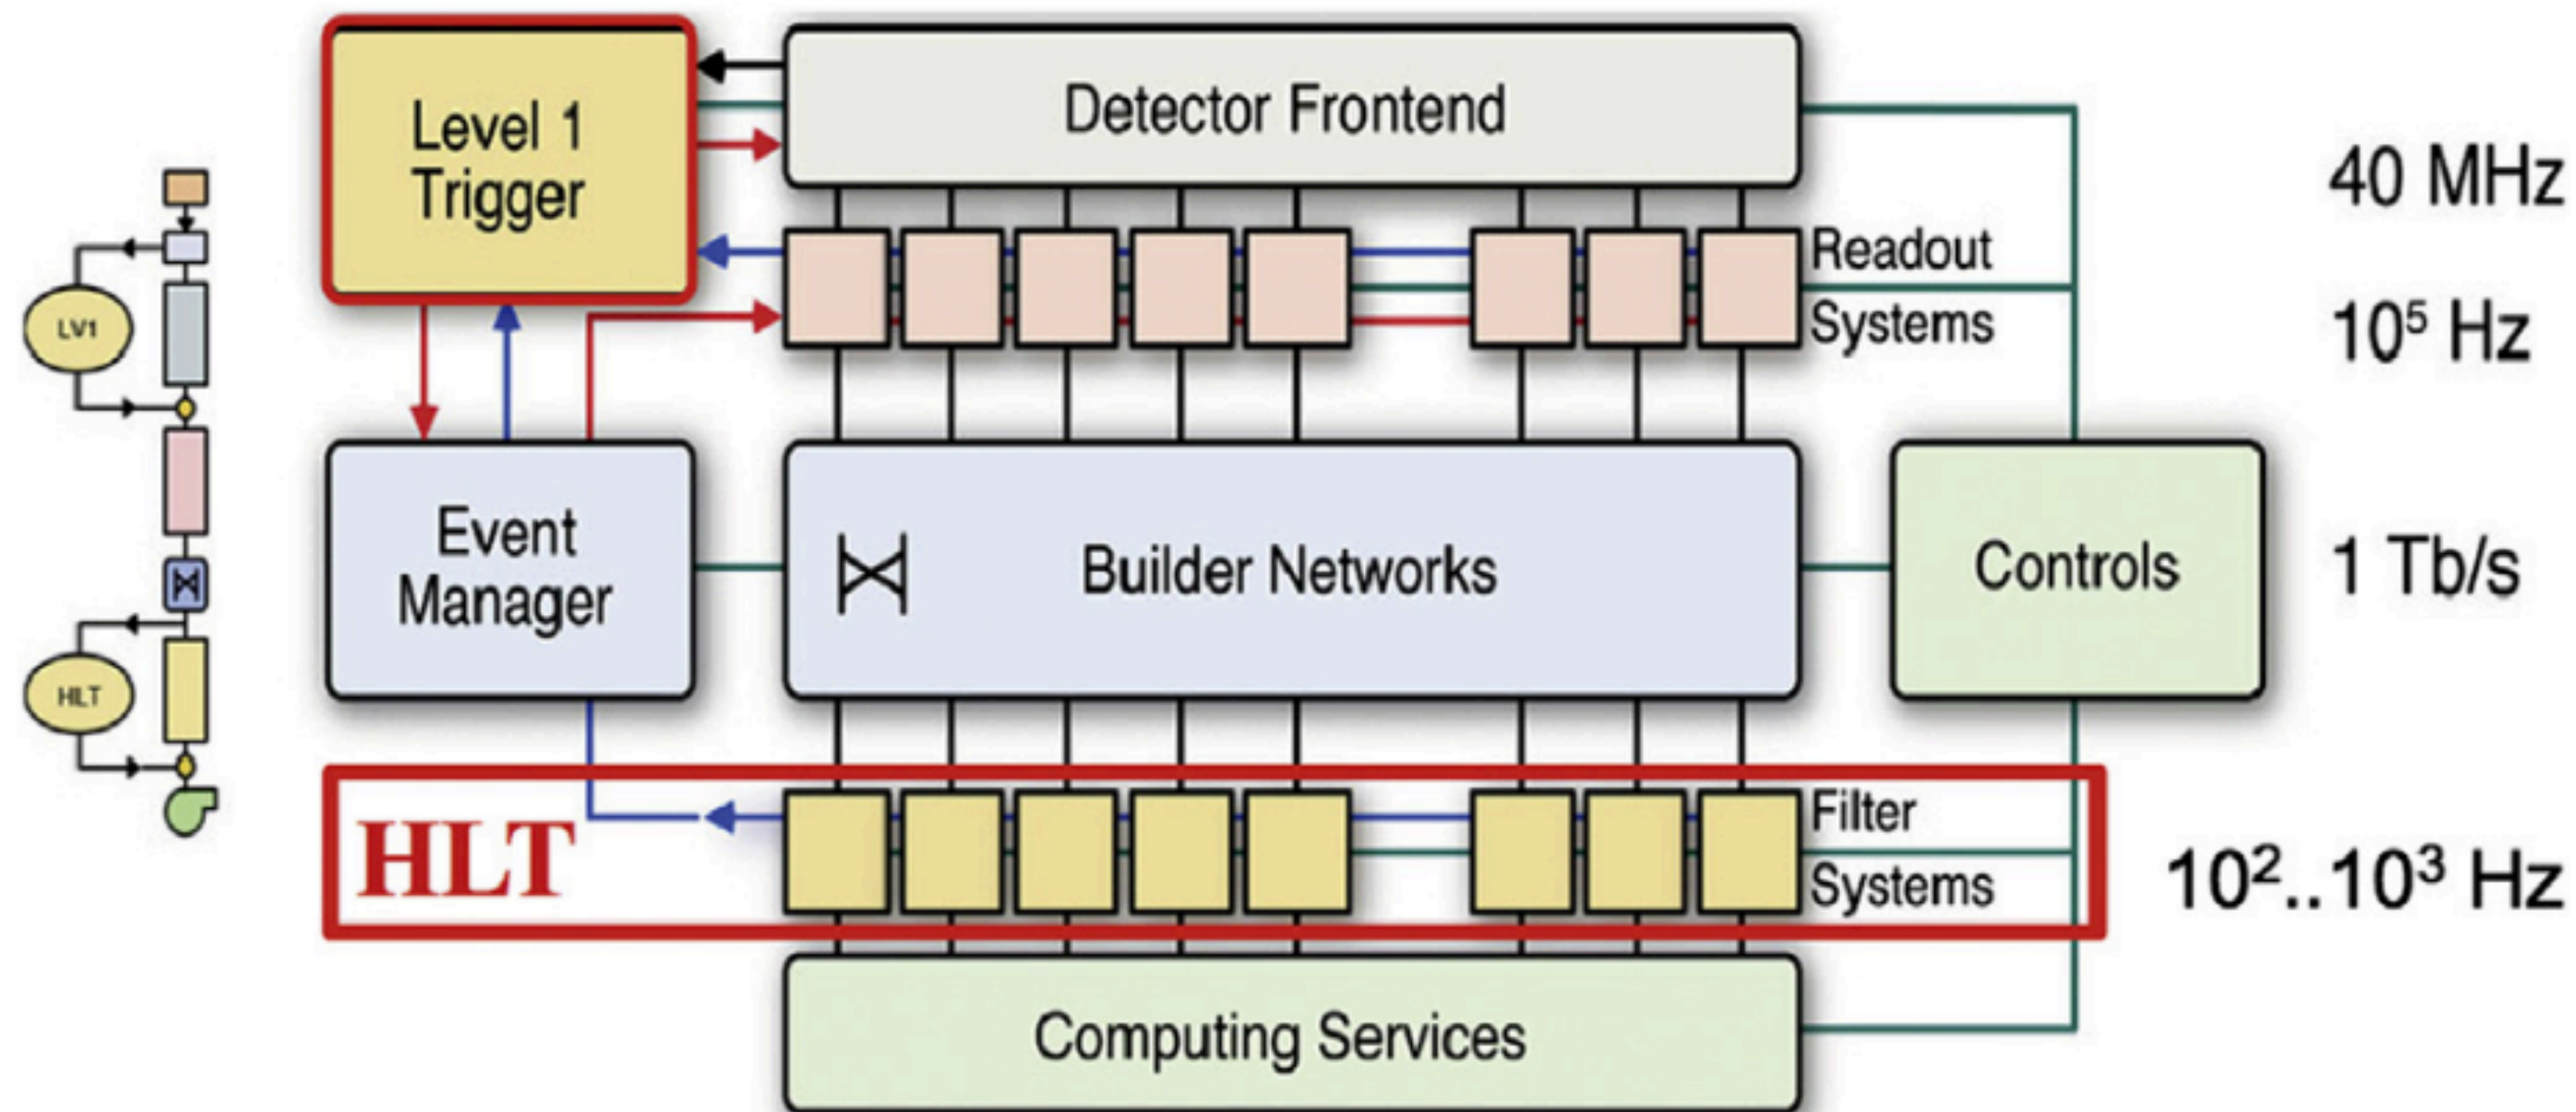 Level 1
Trigger
Detector Frontend
40 MHz
Readout
Systems
10⁵ Hz
LV1
Event
Manager
Builder Networks
Controls
1 Tb/s
HLT
HLT
Filter
Systems
10²..10³ Hz
Computing Services